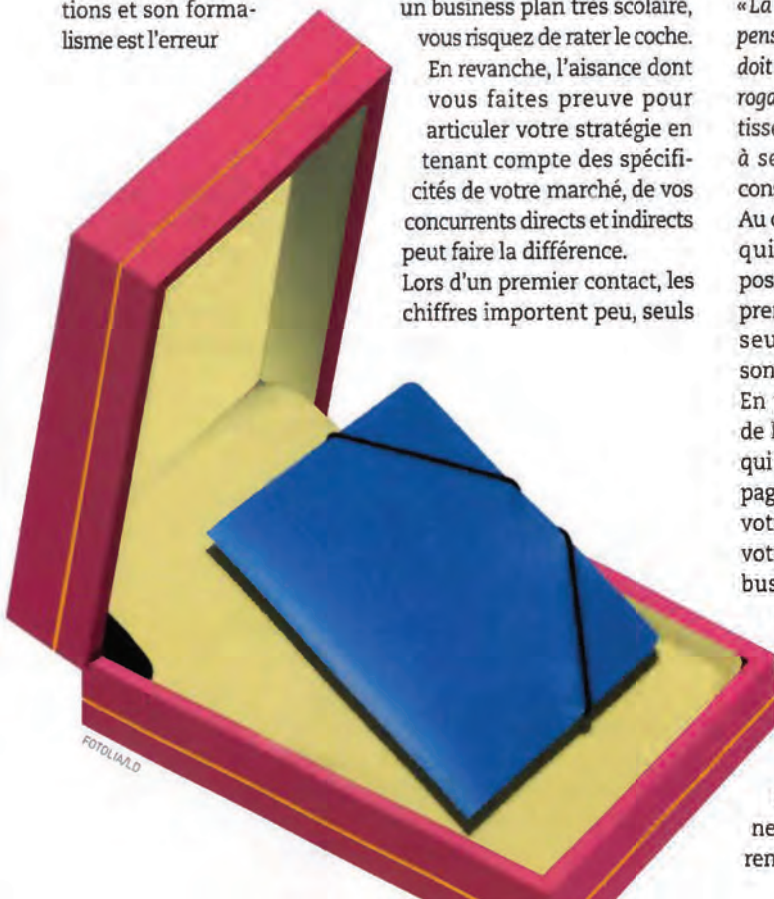 tions et son forma-
lisme est l'erreur
un business plan très scolaire,
vous risquez de rater le coche.
En revanche, l'aisance dont
vous faites preuve pour
articuler votre stratégie en
tenant compte des spécifi-
cités de votre marché, de vos
concurrents directs et indirects
peut faire la différence.
Lors d'un premier contact, les
chiffres importent peu, seuls
«La
pens
doit
roga
tisse
à se
con
Au
qui
pos
pre
seu
son
En
de
qui
pag
vot
vot
bus
ne
ren
FOTOLIA/LD